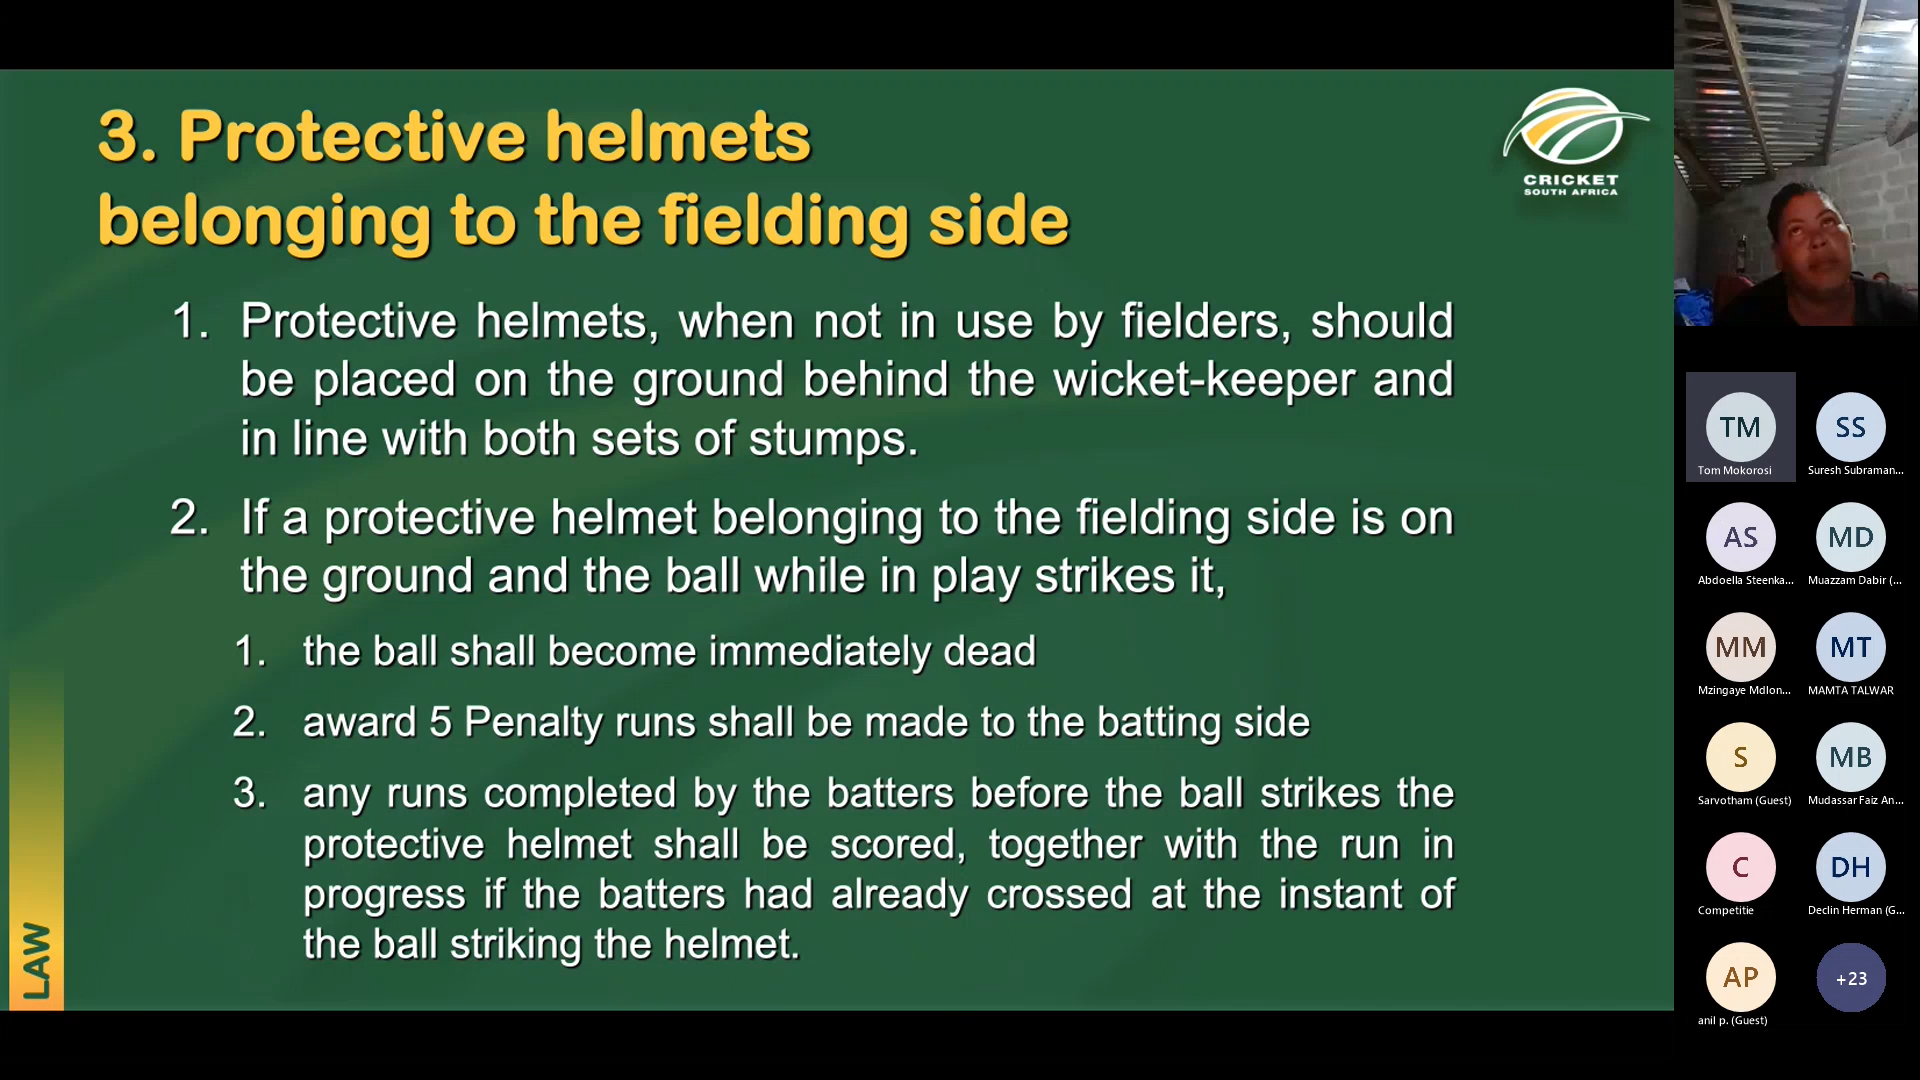 3. Protective helmets
belonging to the fielding side
CRICKET
SOUTH AFRICA
1. Protective helmets, when not in use by fielders, should
be placed on the ground behind the wicket-keeper and
in line with both sets of stumps.
2. If a protective helmet belonging to the fielding side is on
the ground and the ball while in play strikes it,
1. the ball shall become immediately dead
2. award 5 Penalty runs shall be made to the batting side
3. any runs completed by the batters before the ball strikes the
protective helmet shall be scored, together with the run in
progress if the batters had already crossed at the instant of
the ball striking the helmet.
LAW
TM
Tom Mokorosi
SS
Suresh Subraman...
AS
Abdoella Steenka...
MD
Muazzam Dabir (...
MM
Mzingaye Mdlon...
MT
MAMTA TALWAR
S
Sarvotham (Guest)
MB
Mudassar Faiz An...
C
Competitie
DH
Declin Herman (G...
AP
anil p. (Guest)
+23